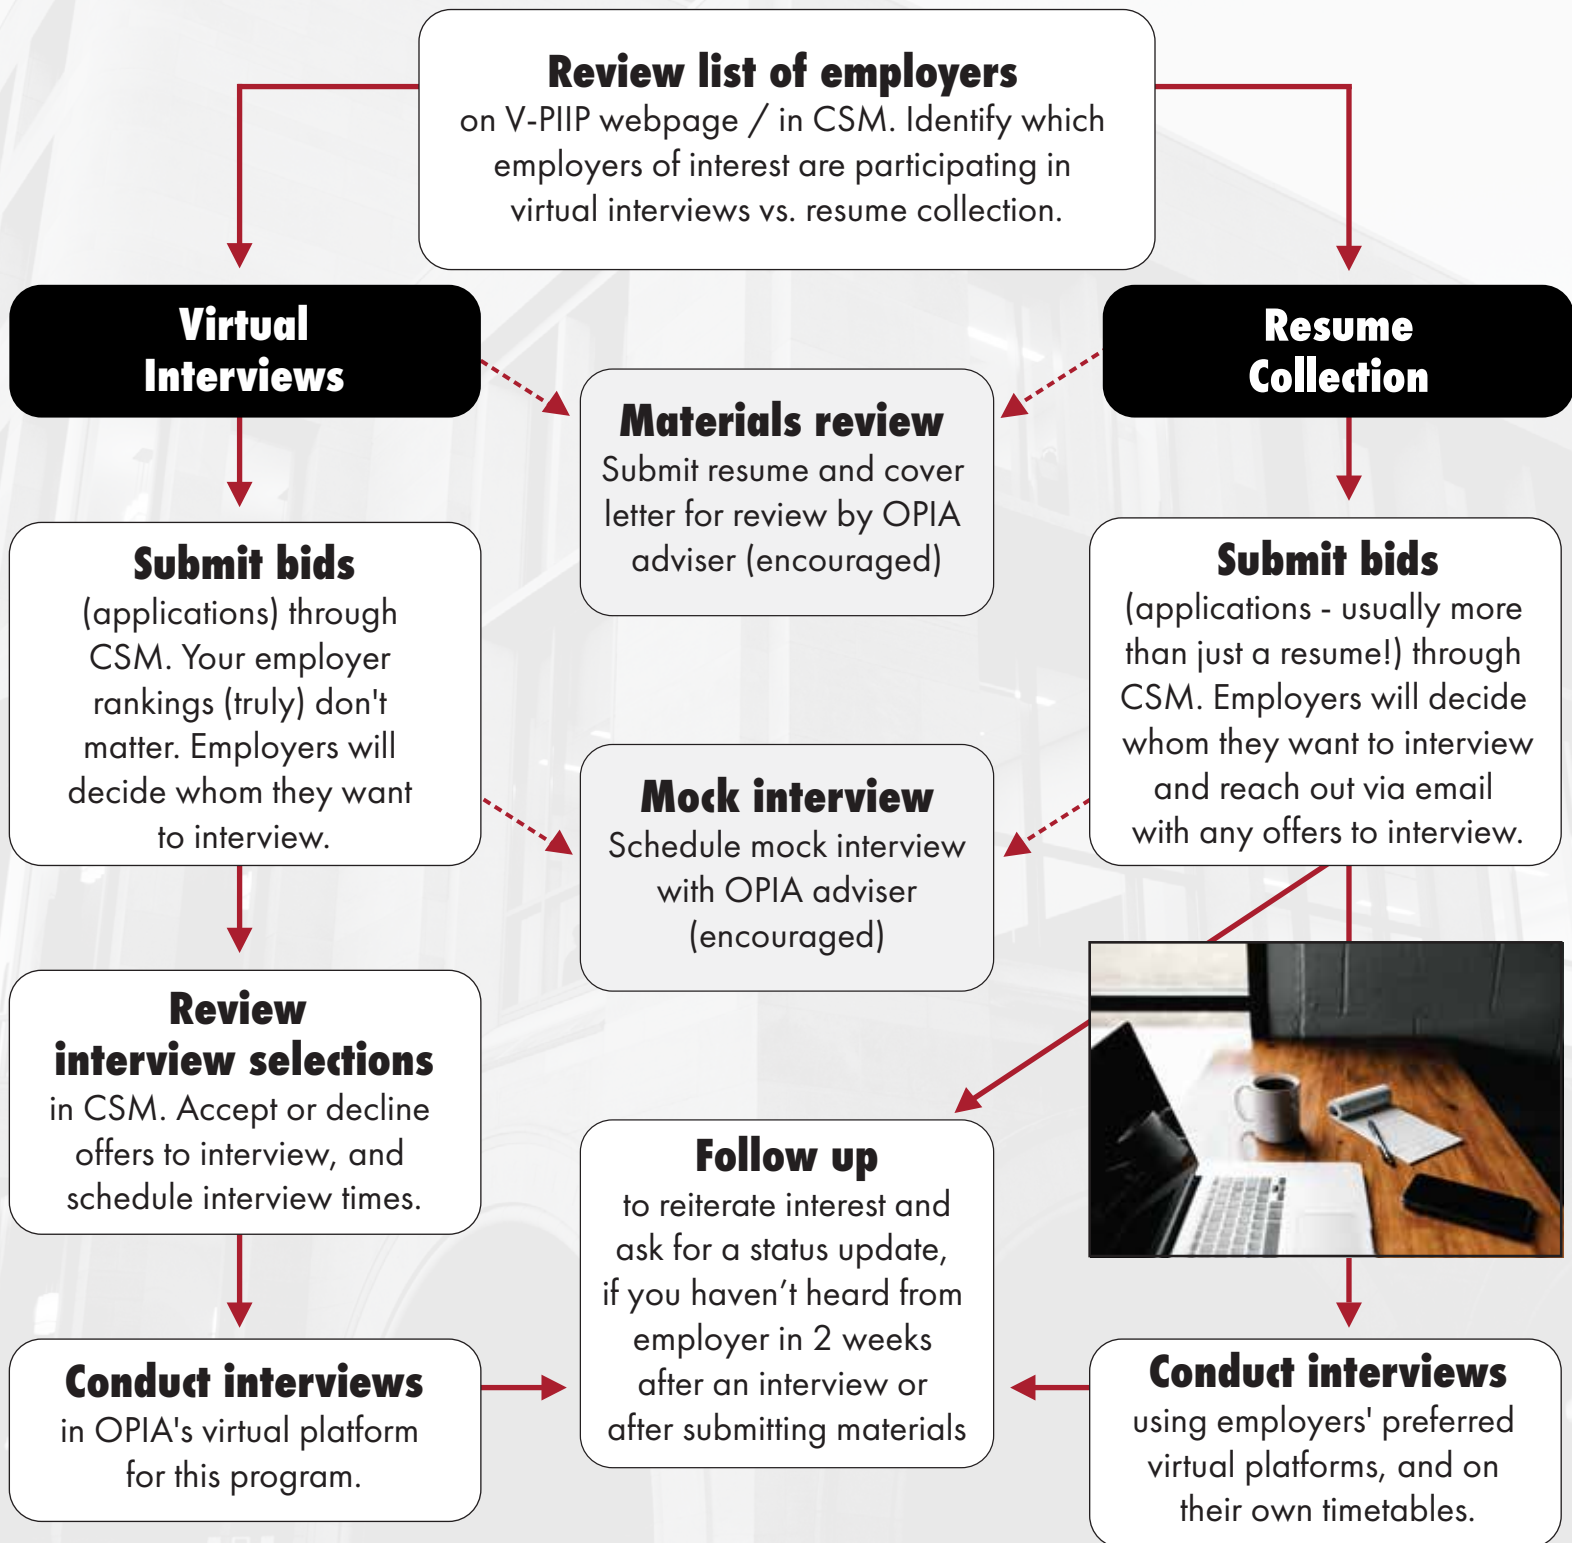 Review list of employers
on V-PIIP webpage / in CSM. Identify which
employers of interest are participating in
virtual interviews vs. resume collection.
Virtual
Interviews
Resume
Collection
Materials review
Submit resume and cover
letter for review by OPIA
adviser (encouraged)
Submit bids
(applications) through
CSM. Your employer
rankings (truly) don't
matter. Employers will
decide whom they want
to interview.
Submit bids
(applications - usually more
than just a resume!) through
CSM. Employers will decide
whom they want to interview
and reach out via email
with any offers to interview.
Mock interview
Schedule mock interview
with OPIA adviser
(encouraged)
Review
interview selections
in CSM. Accept or decline
offers to interview, and
schedule interview times.
Follow up
to reiterate interest and
ask for a status update,
if you haven’t heard from
employer in 2 weeks
after an interview or
after submitting materials
Conduct interviews
in OPIA's virtual platform
for this program.
Conduct interviews
using employers' preferred
virtual platforms, and on
their own timetables.